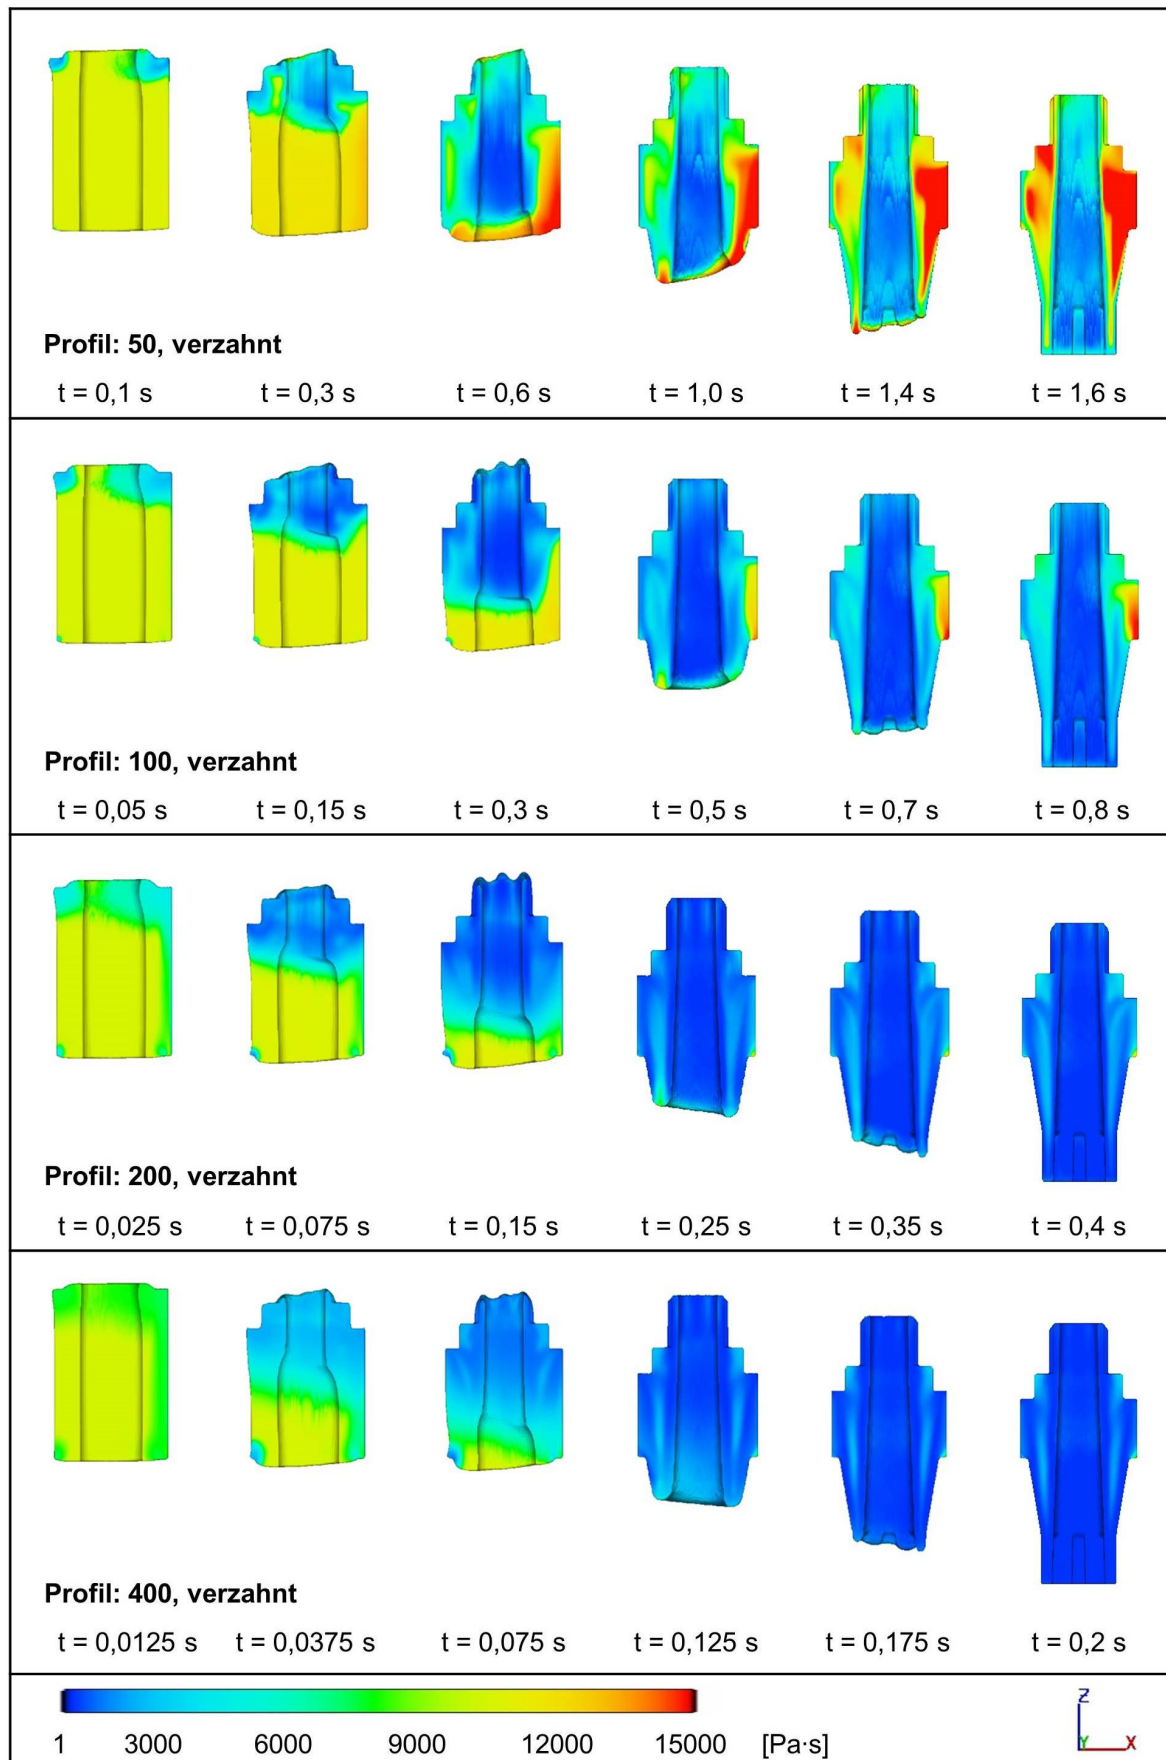 Profil: 50, verzahnt
t = 0,1 s t = 0,3 s t = 0,6 s t = 1,0 s t = 1,4 s t = 1,6 s
Profil: 100, verzahnt
t = 0,05 s t = 0,15 s t = 0,3 s t = 0,5 s t = 0,7 s t = 0,8 s
Profil: 200, verzahnt
t = 0,025 s t = 0,075 s t = 0,15 s t = 0,25 s t = 0,35 s t = 0,4 s
Profil: 400, verzahnt
t = 0,0125 s t = 0,0375 s t = 0,075 s t = 0,125 s t = 0,175 s t = 0,2 s
Z
1 3000 6000 9000 12000 15000 [Pa·s] Y X